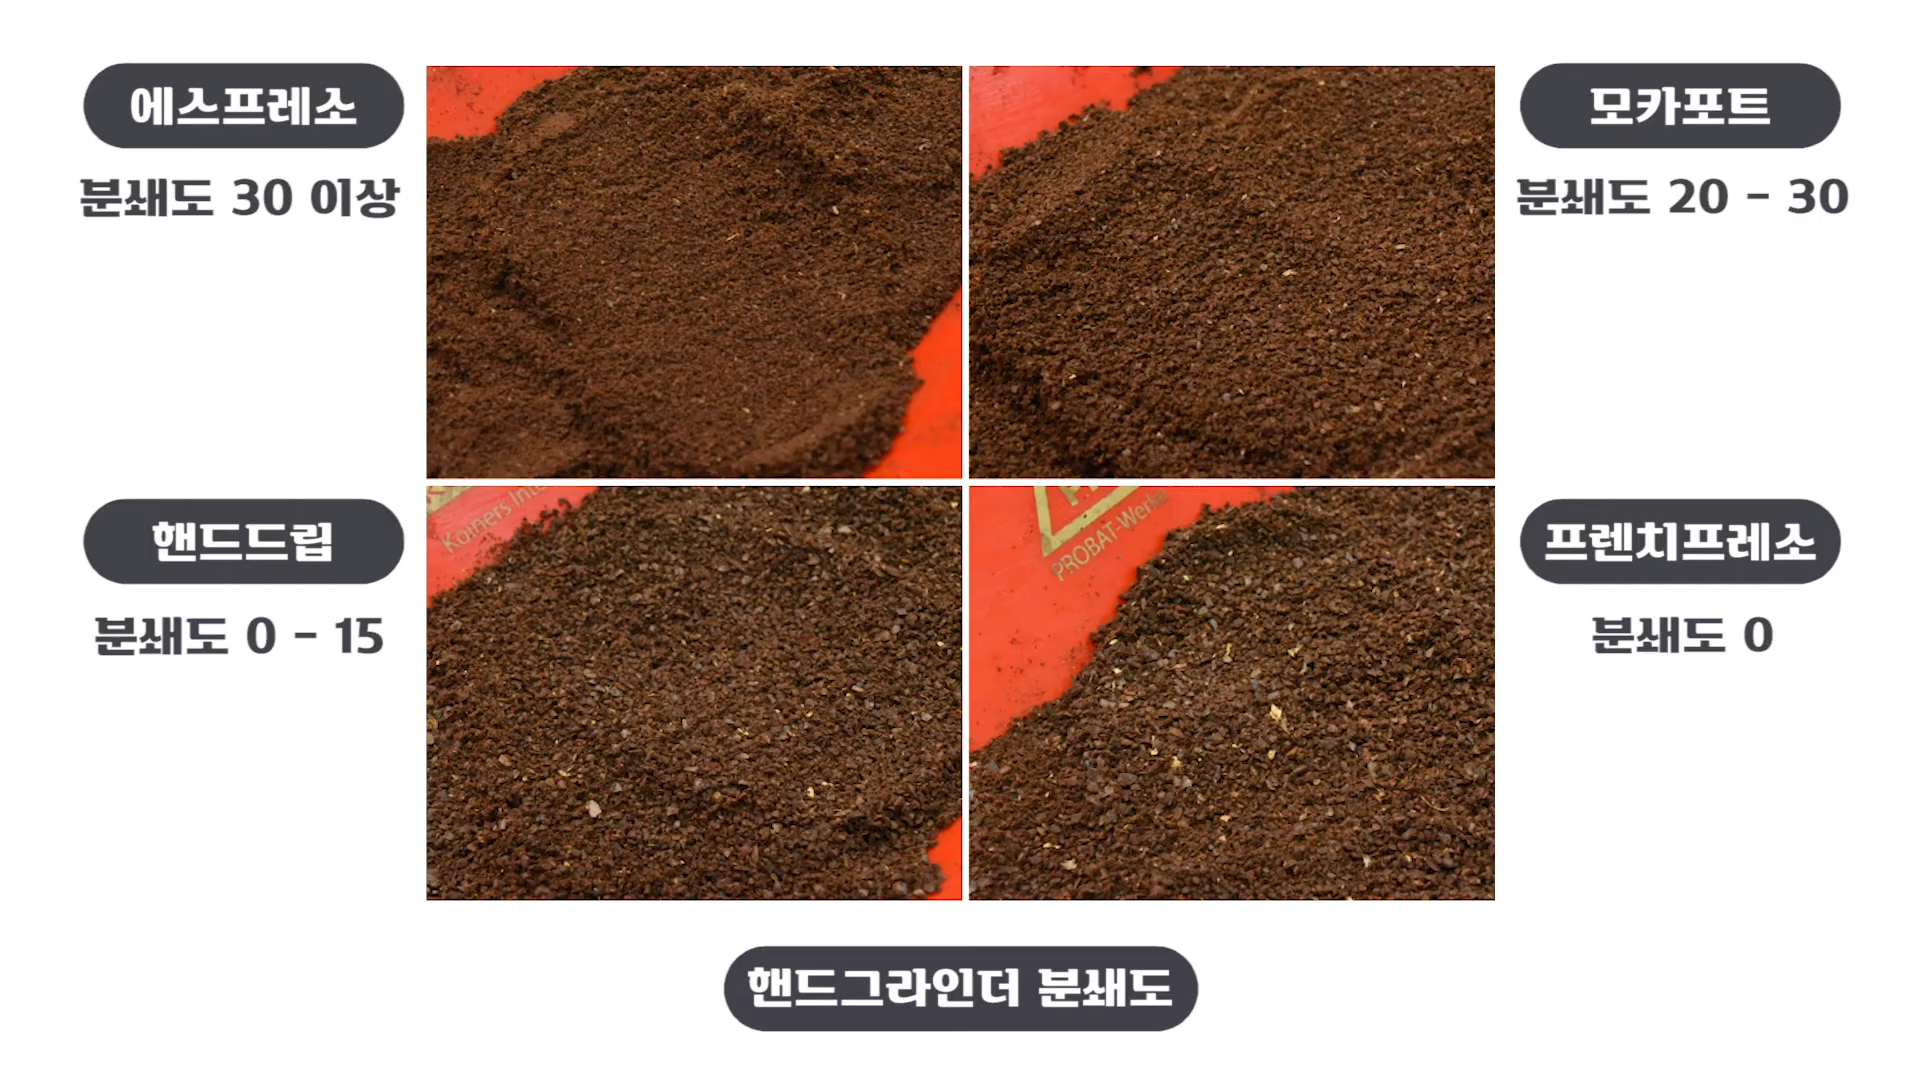 에스프레소
분쇄도 30 이상
모카포트
분쇄도 20 - 30
핸드드립
분쇄도 0 - 15
프렌치프레소
분쇄도 0
PROBAT-Werke
핸드그라인더 분쇄도